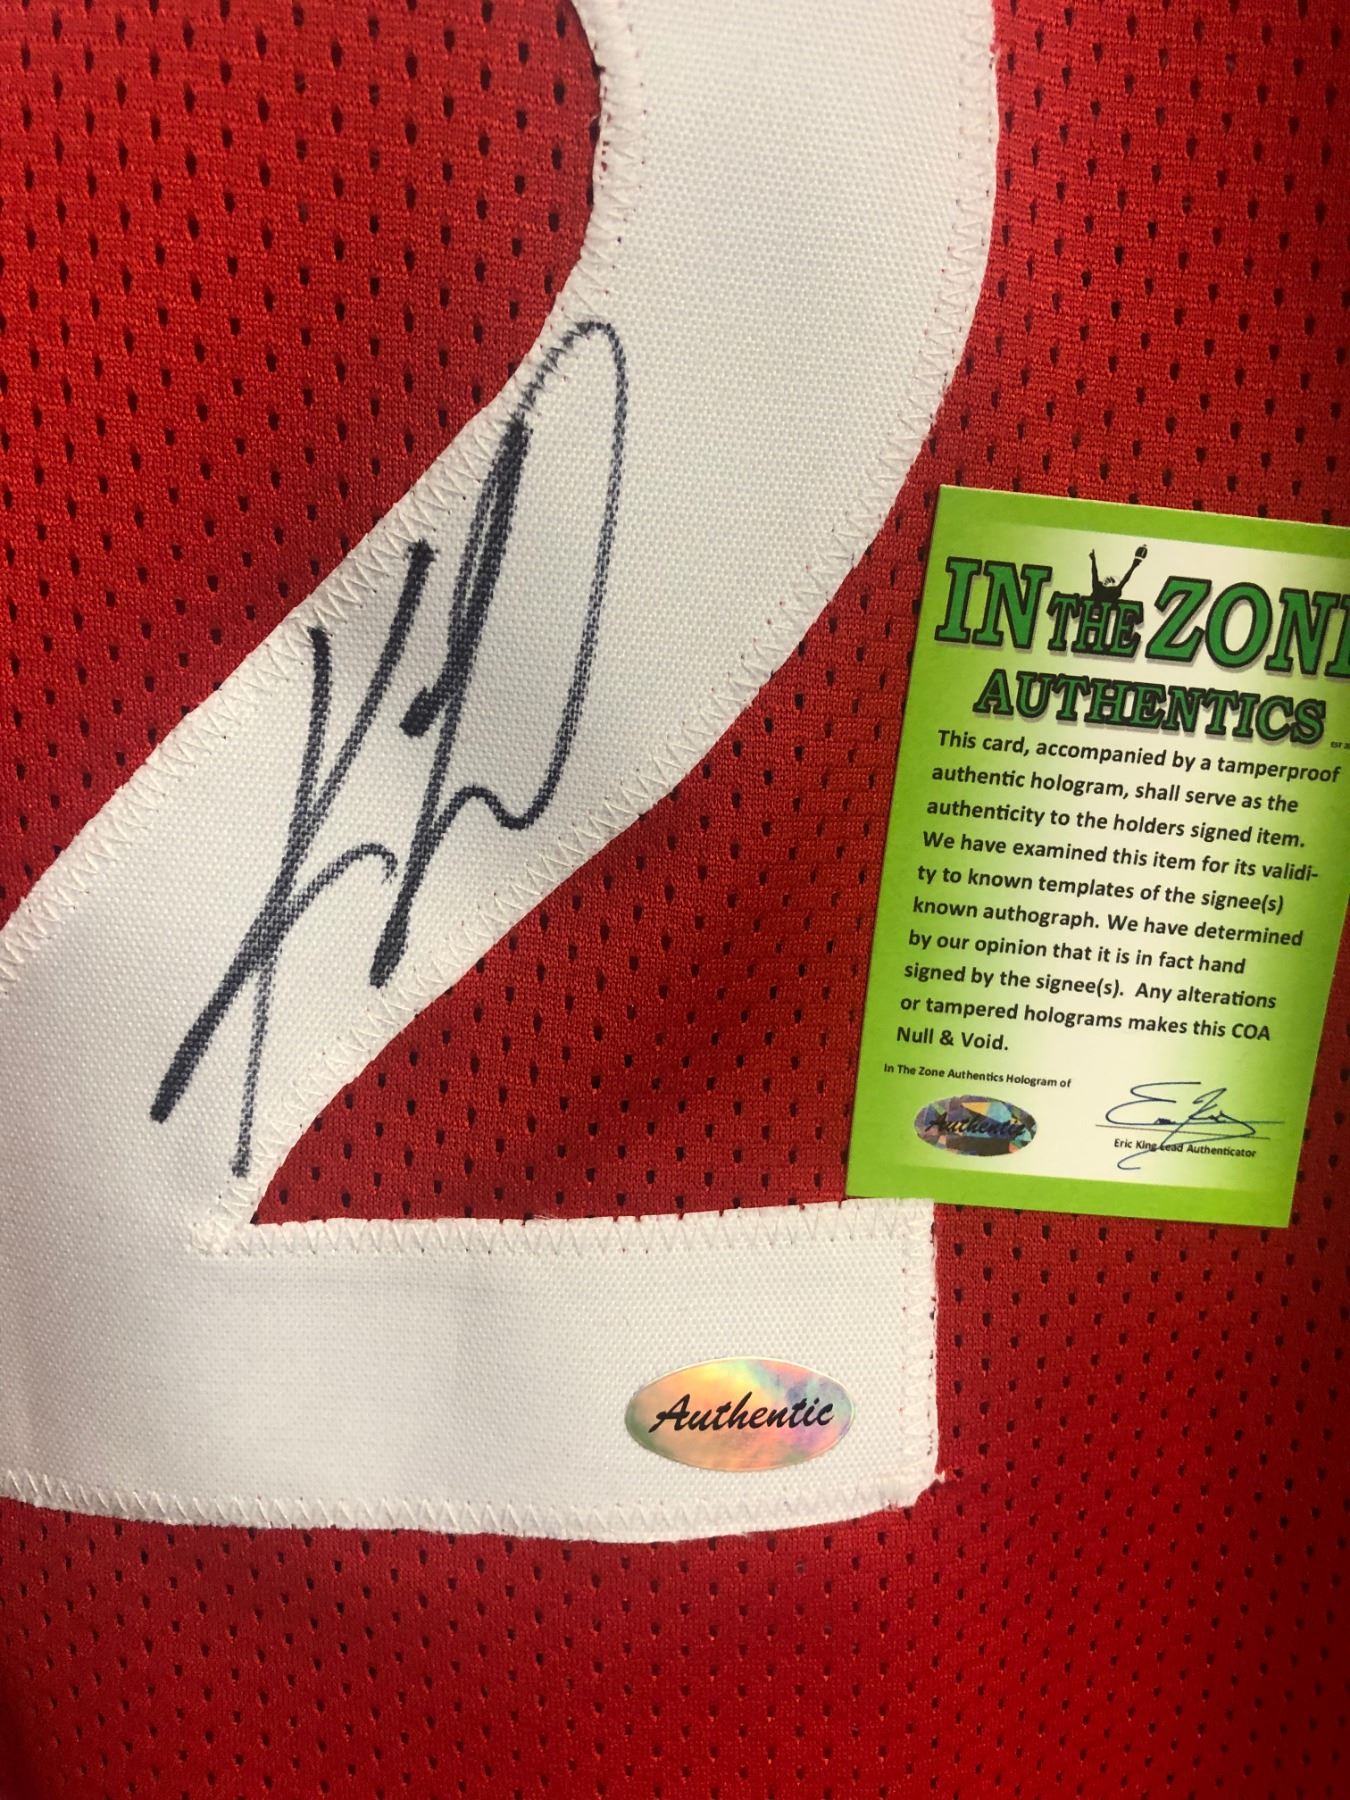 IN THE ZONE
AUTHENTICS
This card, accompanied by a tamperproof
authentic hologram, shall serve as the
authenticity to the holders signed item.
We have examined this item for its validi-
ty to known templates of the signee(s)
known authograph. We have determined
by our opinion that it is in fact hand
signed by the signee(s). Any alterations
or tampered holograms makes this COA
Null & Void.
In The Zone Authentics Hologram of
Authentic
Eric King Lead Authenticator
Authentic